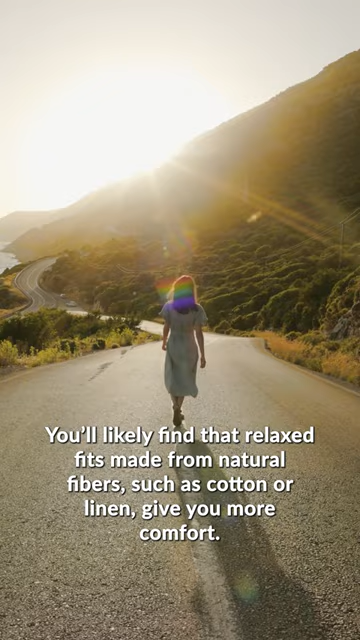 You’ll likely find that relaxed
fits made from natural
fibers, such as cotton or
linen, give you more
comfort.